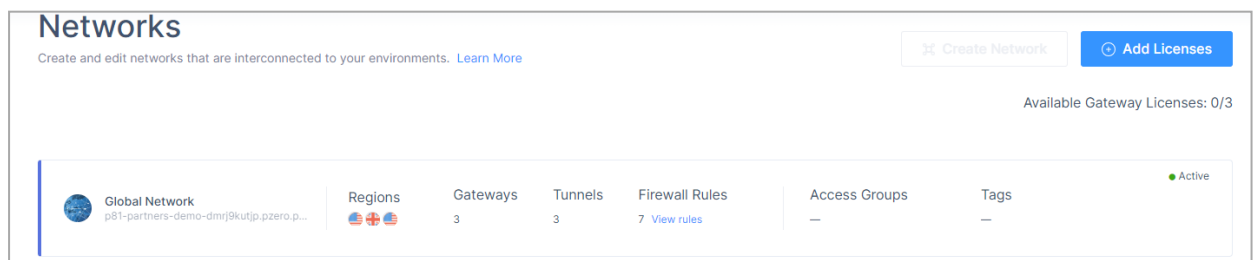 Networks
Create and edit networks that are interconnected to your environments. Learn More
Create Network
Add Licenses
Available Gateway Licenses: 0/3
Active
Global Network
p81-partners-demo-dmrj9kutjp.pzero.p...
Regions
Gateways
3
Tunnels
3
Firewall Rules
7 View rules
Access Groups
—
Tags
—